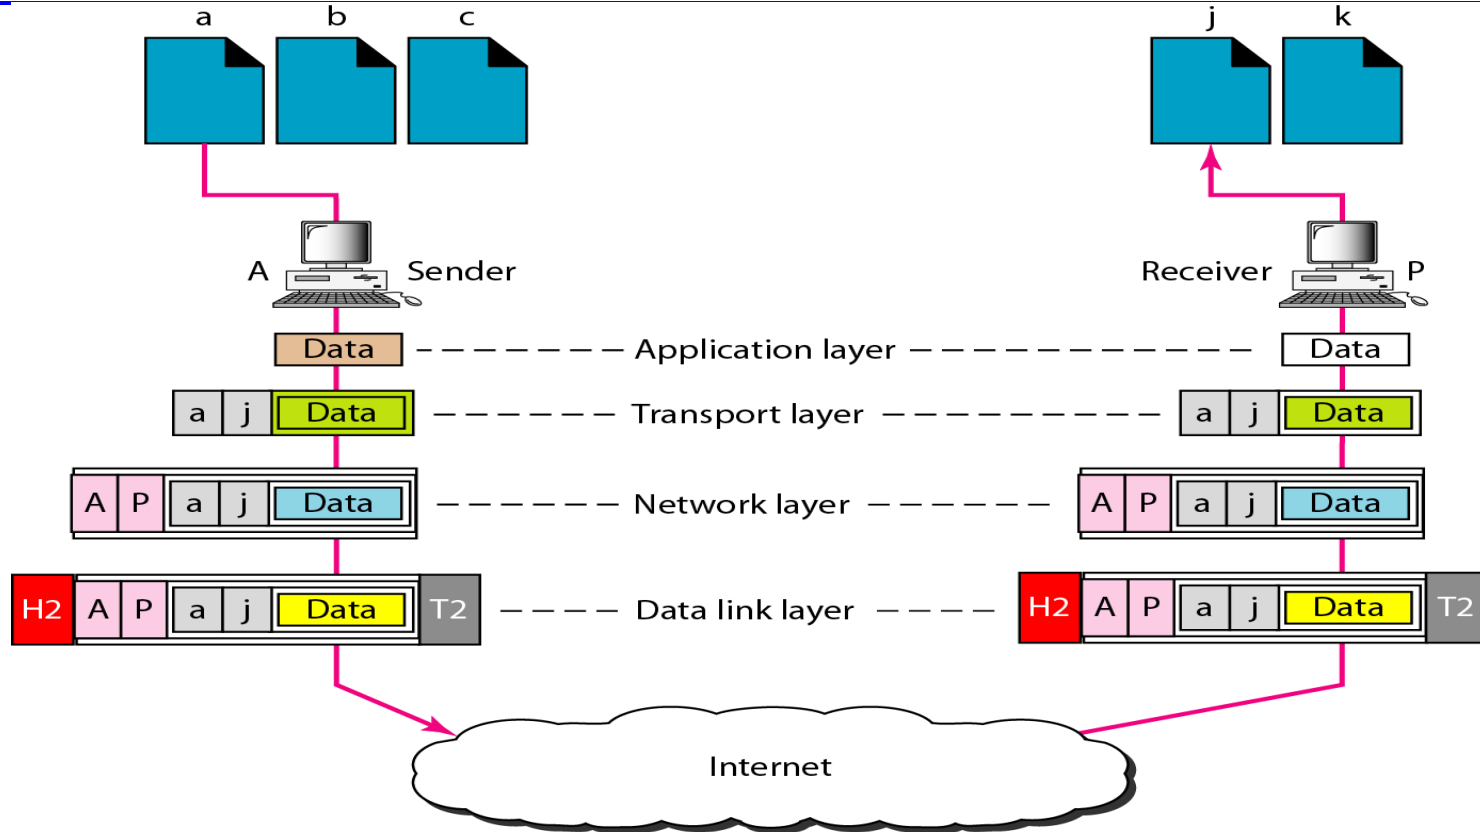 a b c j k
A Sender Receiver P
Data Application layer Data
a j Data Transport layer a j Data
A P a j Data Network layer A P a j Data
H2 A P a j Data T2 Data link layer H2 A P a j Data T2
Internet